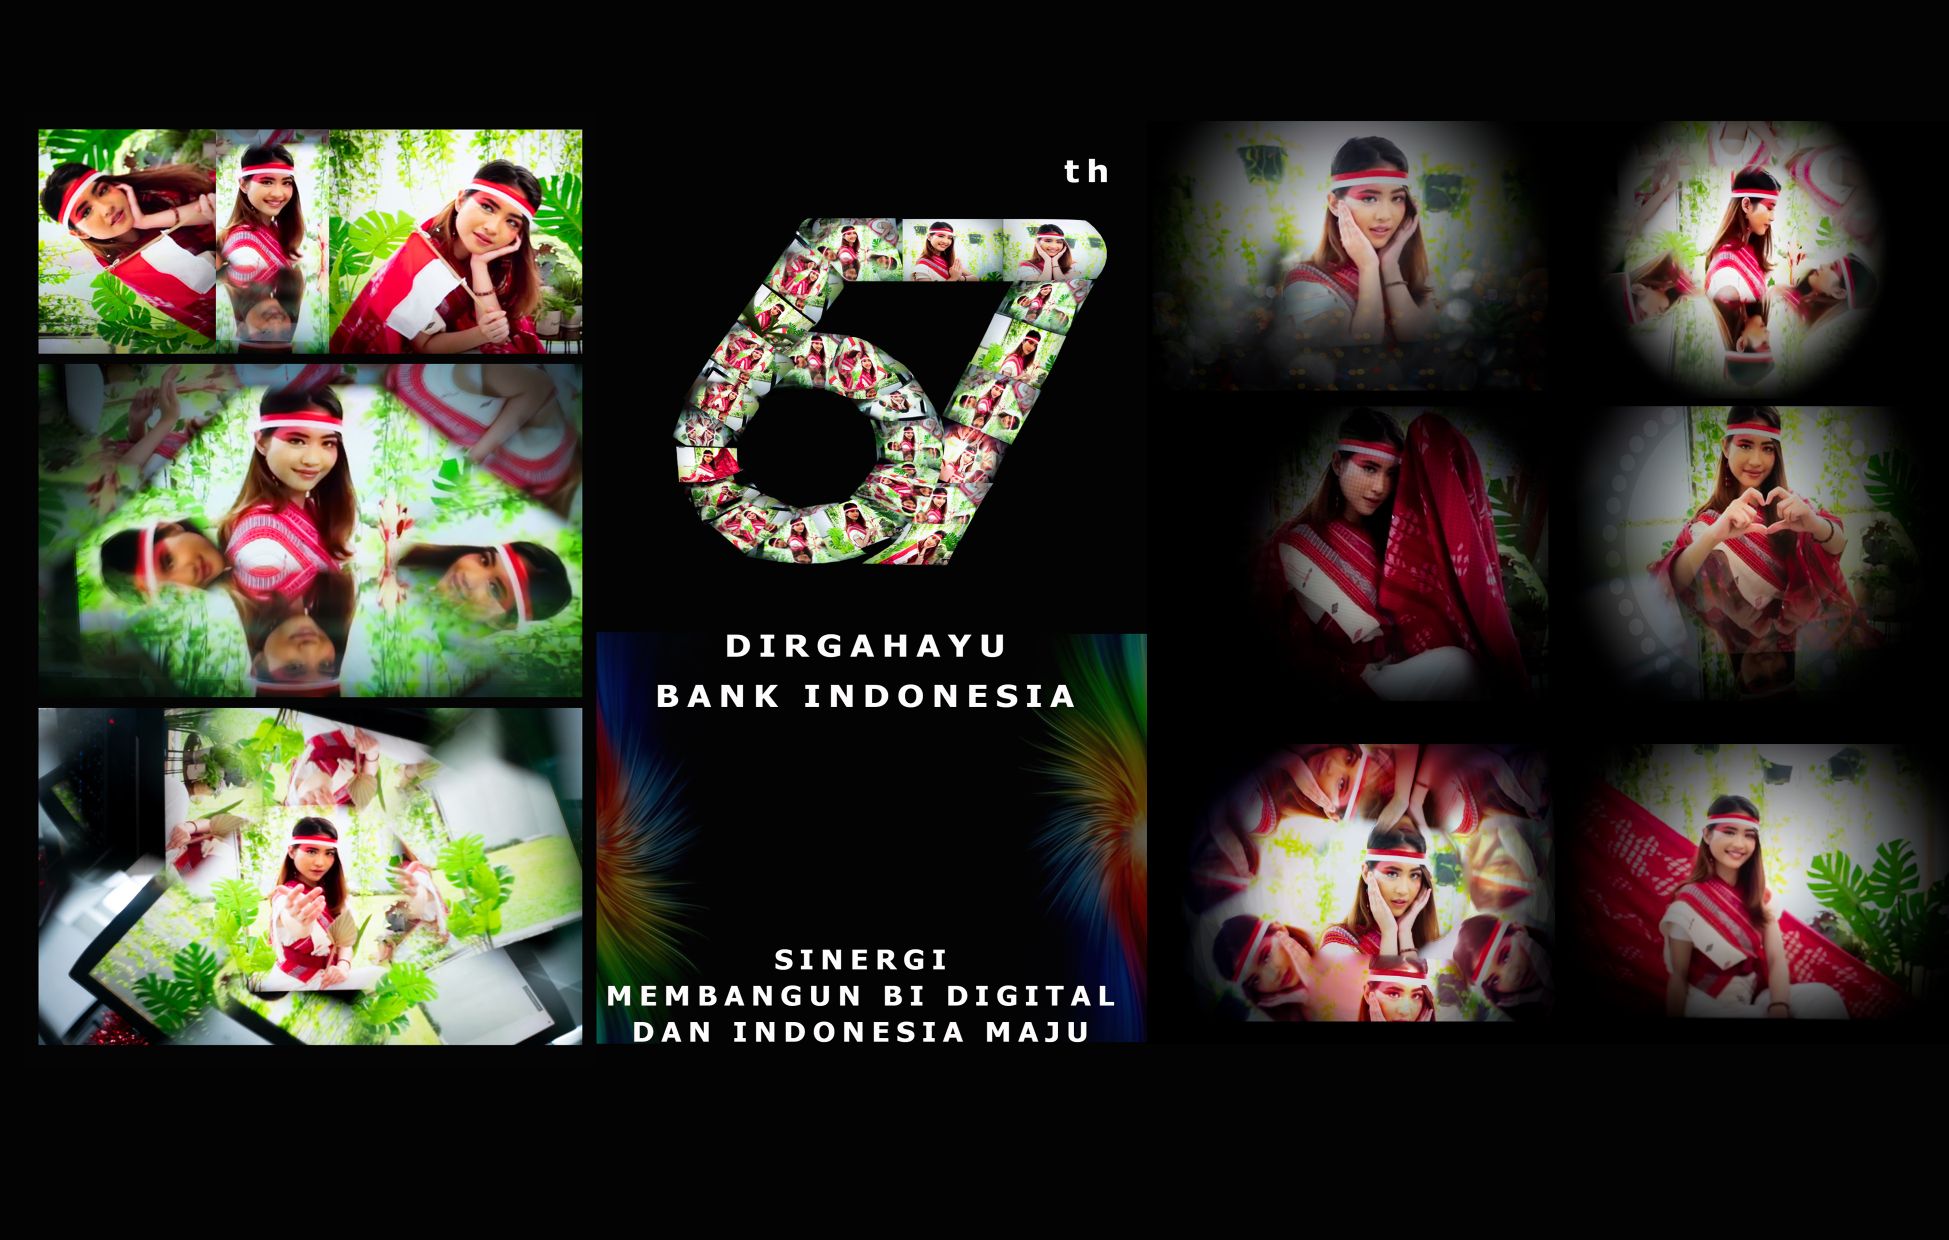 th
67
DIRGAHAYU
BANK INDONESIA
SINERGI
MEMBANGUN BI DIGITAL
DAN INDONESIA MAJU